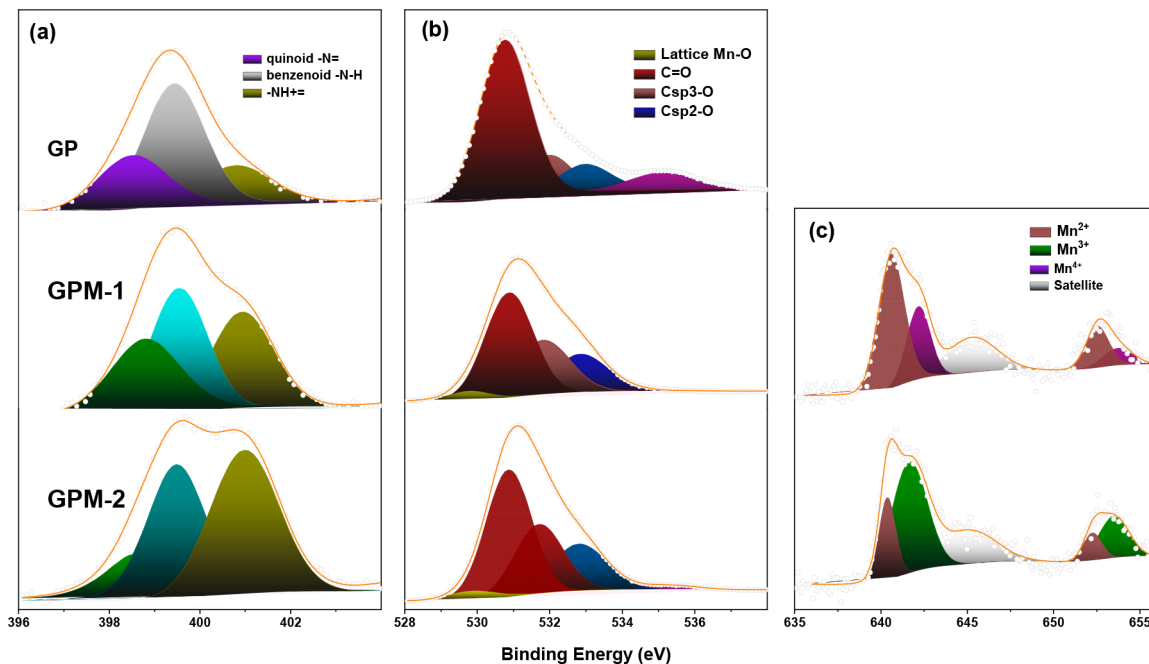 (a)
quinoid -N=
benzenoid -N-H
-NH+=
GP
GPM-1
GPM-2
396 398 400 402
(b)
Lattice Mn-O
C=O
Csp3-O
Csp2-O
528 530 532 534 536
(c)
Mn2+
Mn3+
Mn4+
Satellite
635 640 645 650 655
Binding Energy (eV)